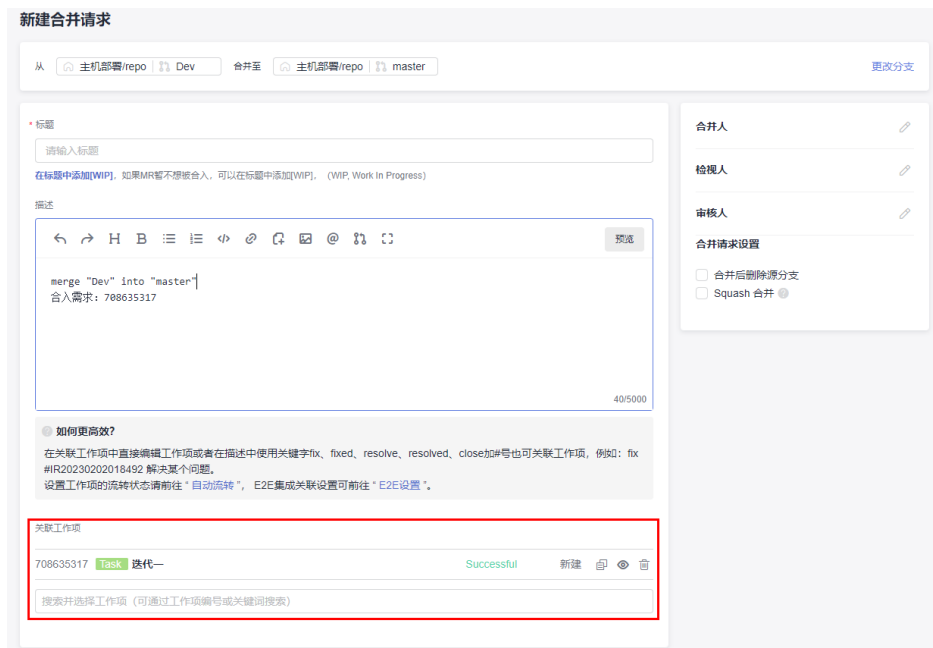 新建合并请求
从 主机部署/repo Dev 合并至 主机部署/repo master 更改分支
* 标题
请输入标题
在标题中添加[WIP]，如果MR暂不想被合入，可以在标题中添加[WIP]，（WIP, Work In Progress）
描述
预览
merge "Dev" into "master"
合入需求：708635317
40/5000
如何更高效?
在关联工作项中直接编辑工作项或者在描述中使用关键字fix、fixed、resolve、resolved、close加#号也可关联工作项，例如：fix
#IR20230202018492 解决某个问题。
设置工作项的流转状态请前往 “ 自动流转 ”， E2E集成关联设置可前往 “ E2E设置 ”。
关联工作项
708635317 Task 迭代一 Successful 新建
搜索并选择工作项（可通过工作项编号或关键词搜索）
合并人
检视人
审核人
合并请求设置
合并后删除源分支
Squash 合并